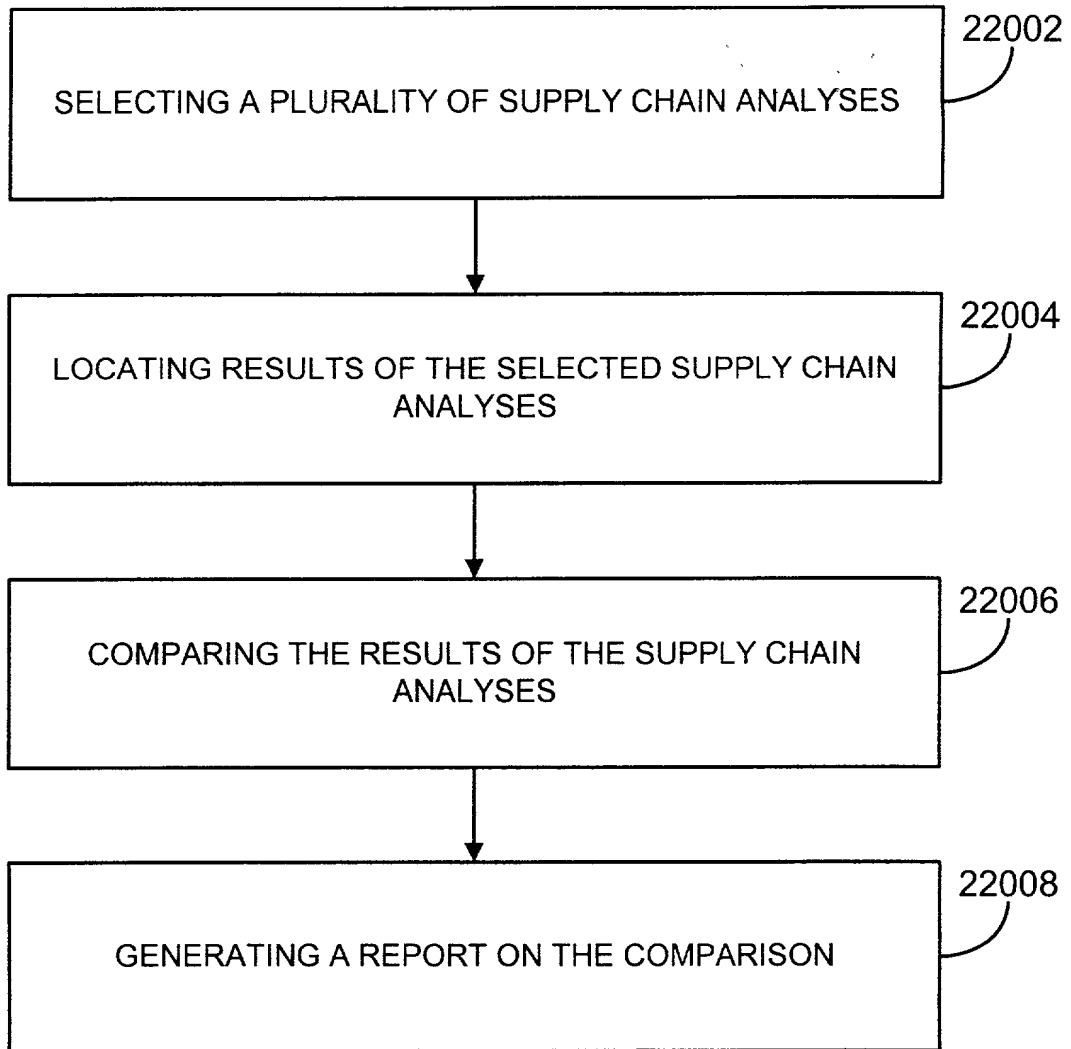 22002
SELECTING A PLURALITY OF SUPPLY CHAIN ANALYSES
22004
LOCATING RESULTS OF THE SELECTED SUPPLY CHAIN
ANALYSES
22006
COMPARING THE RESULTS OF THE SUPPLY CHAIN
ANALYSES
22008
GENERATING A REPORT ON THE COMPARISON